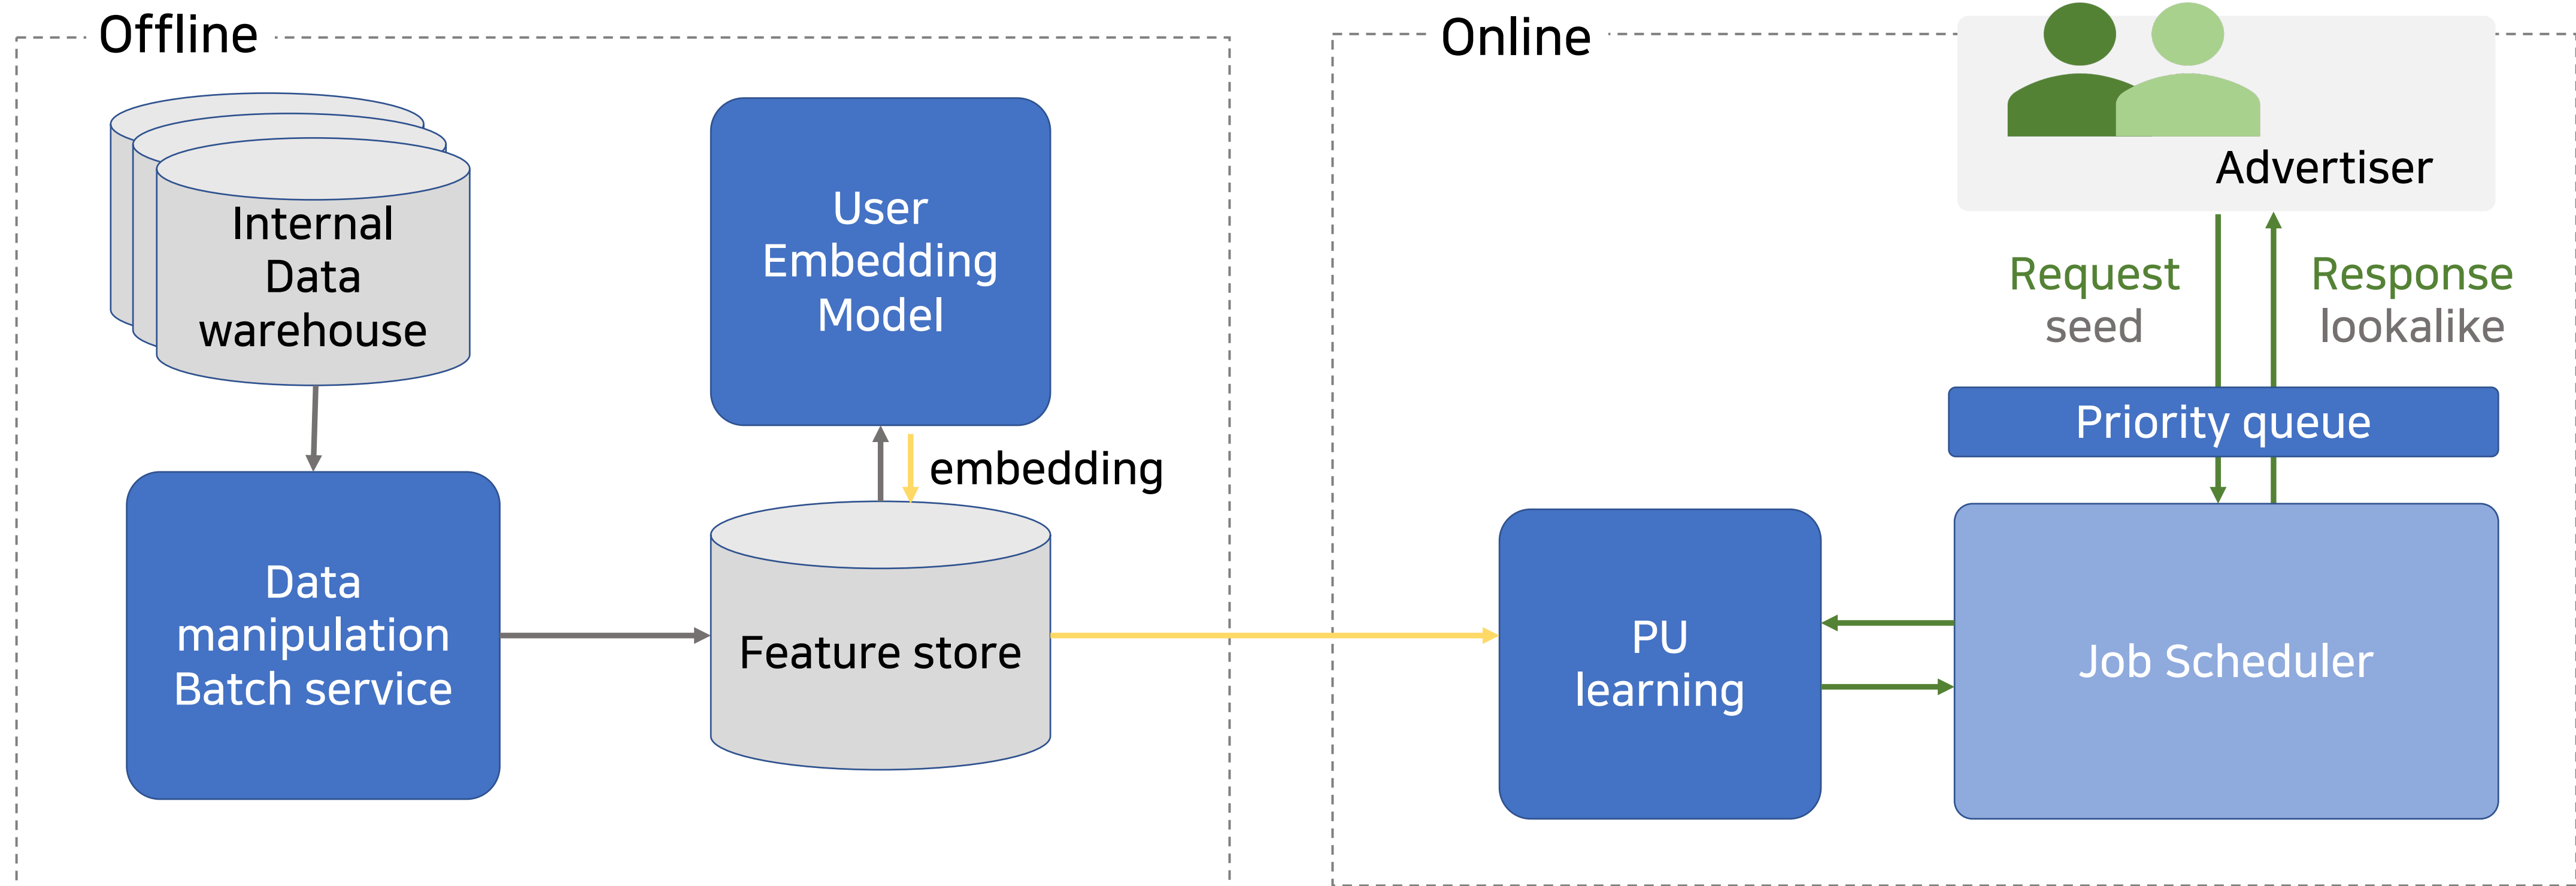 Offline
Internal
Data
warehouse
User
Embedding
Model
embedding
Data
manipulation
Batch service
Feature store
Online
Advertiser
Request
seed
Response
lookalike
Priority queue
PU
learning
Job Scheduler